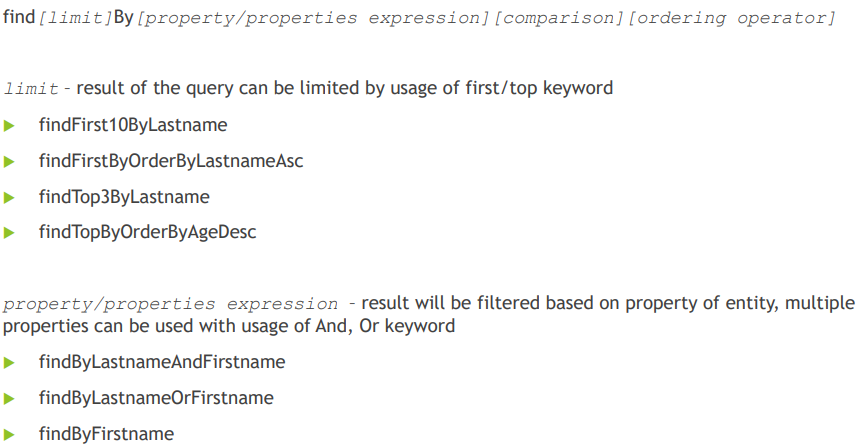 find[limit]By[property/properties expression][comparison][ordering operator]
limit - result of the query can be limited by usage of first/top keyword
findFirst10ByLastname
findFirstByOrderByLastnameAsc
findTop3ByLastname
findTopByOrderByAgeDesc
property/properties expression - result will be filtered based on property of entity, multiple
properties can be used with usage of And, Or keyword
findByLastnameAndFirstname
findByLastnameOrFirstname
findByFirstname